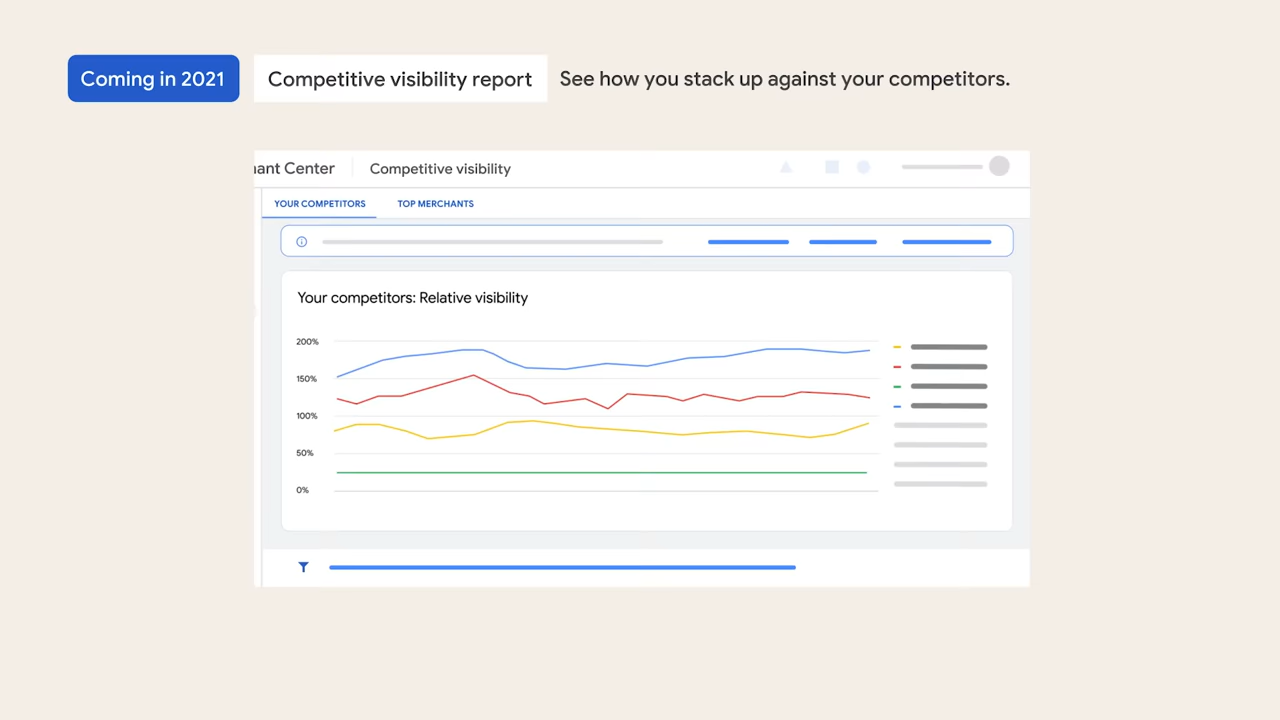 Coming in 2021 Competitive visibility report See how you stack up against your competitors.
ant Center Competitive visibility
YOUR COMPETITORS TOP MERCHANTS
Your competitors: Relative visibility
200%
150%
100%
50%
0%